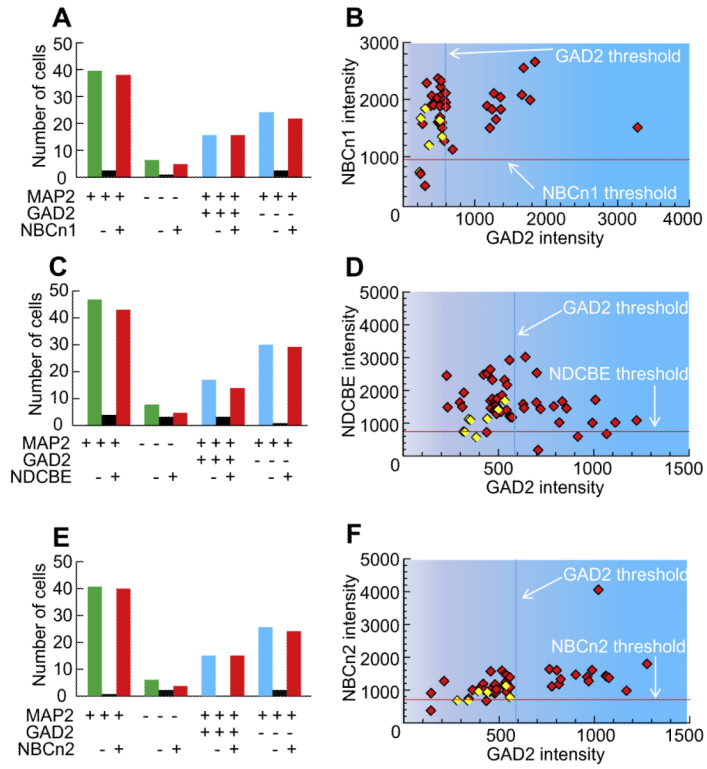 A
Number of cells
50
40
30
20
10
0
MAP2 + + + - - - + + + + + +
GAD2 + + + - - -
NBCn1 - + - + - + - +
B
NBCn1 intensity
3000
2000
1000
0
0 1000 2000 3000 4000
GAD2 intensity
GAD2 threshold
NBCn1 threshold
C
Number of cells
50
40
30
20
10
0
MAP2 + + + - - - + + + + + +
GAD2 + + + - - -
NDCBE - + - + - + - +
D
NDCBE intensity
5000
4000
3000
2000
1000
0
0 500 1000 1500
GAD2 intensity
GAD2 threshold
NDCBE threshold
E
Number of cells
50
40
30
20
10
0
MAP2 + + + - - - + + + + + +
GAD2 + + + - - -
NBCn2 - + - + - + - +
F
NBCn2 intensity
5000
4000
3000
2000
1000
0
0 500 1000 1500
GAD2 intensity
GAD2 threshold
NBCn2 threshold